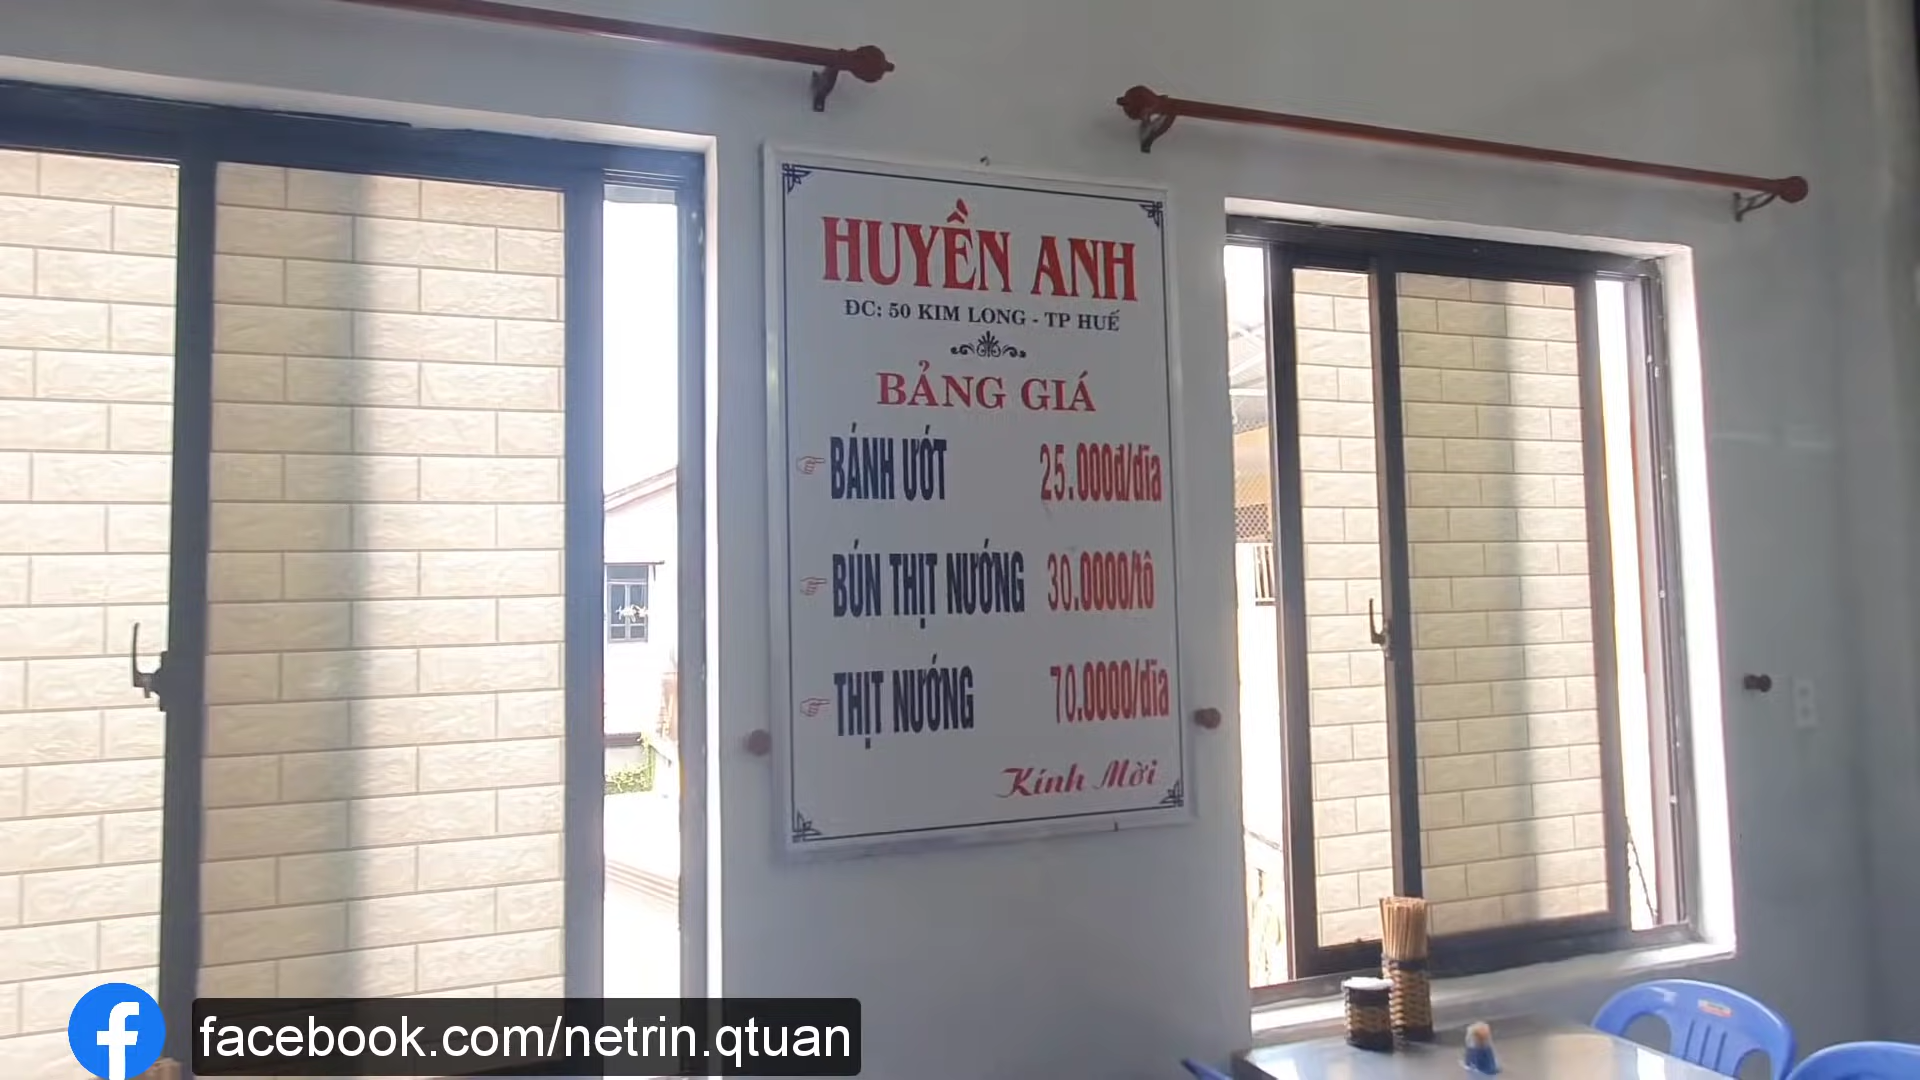 HUYỀN ANH
ĐC: 50 KIM LONG - TP HUẾ
BẢNG GIÁ
BÁNH ƯỚT 25.000đ/dĩa
BÚN THỊT NƯỚNG 30.0000/tô
THỊT NƯỚNG 70.0000/dĩa
Kính Mời
facebook.com/netrin.qtuan